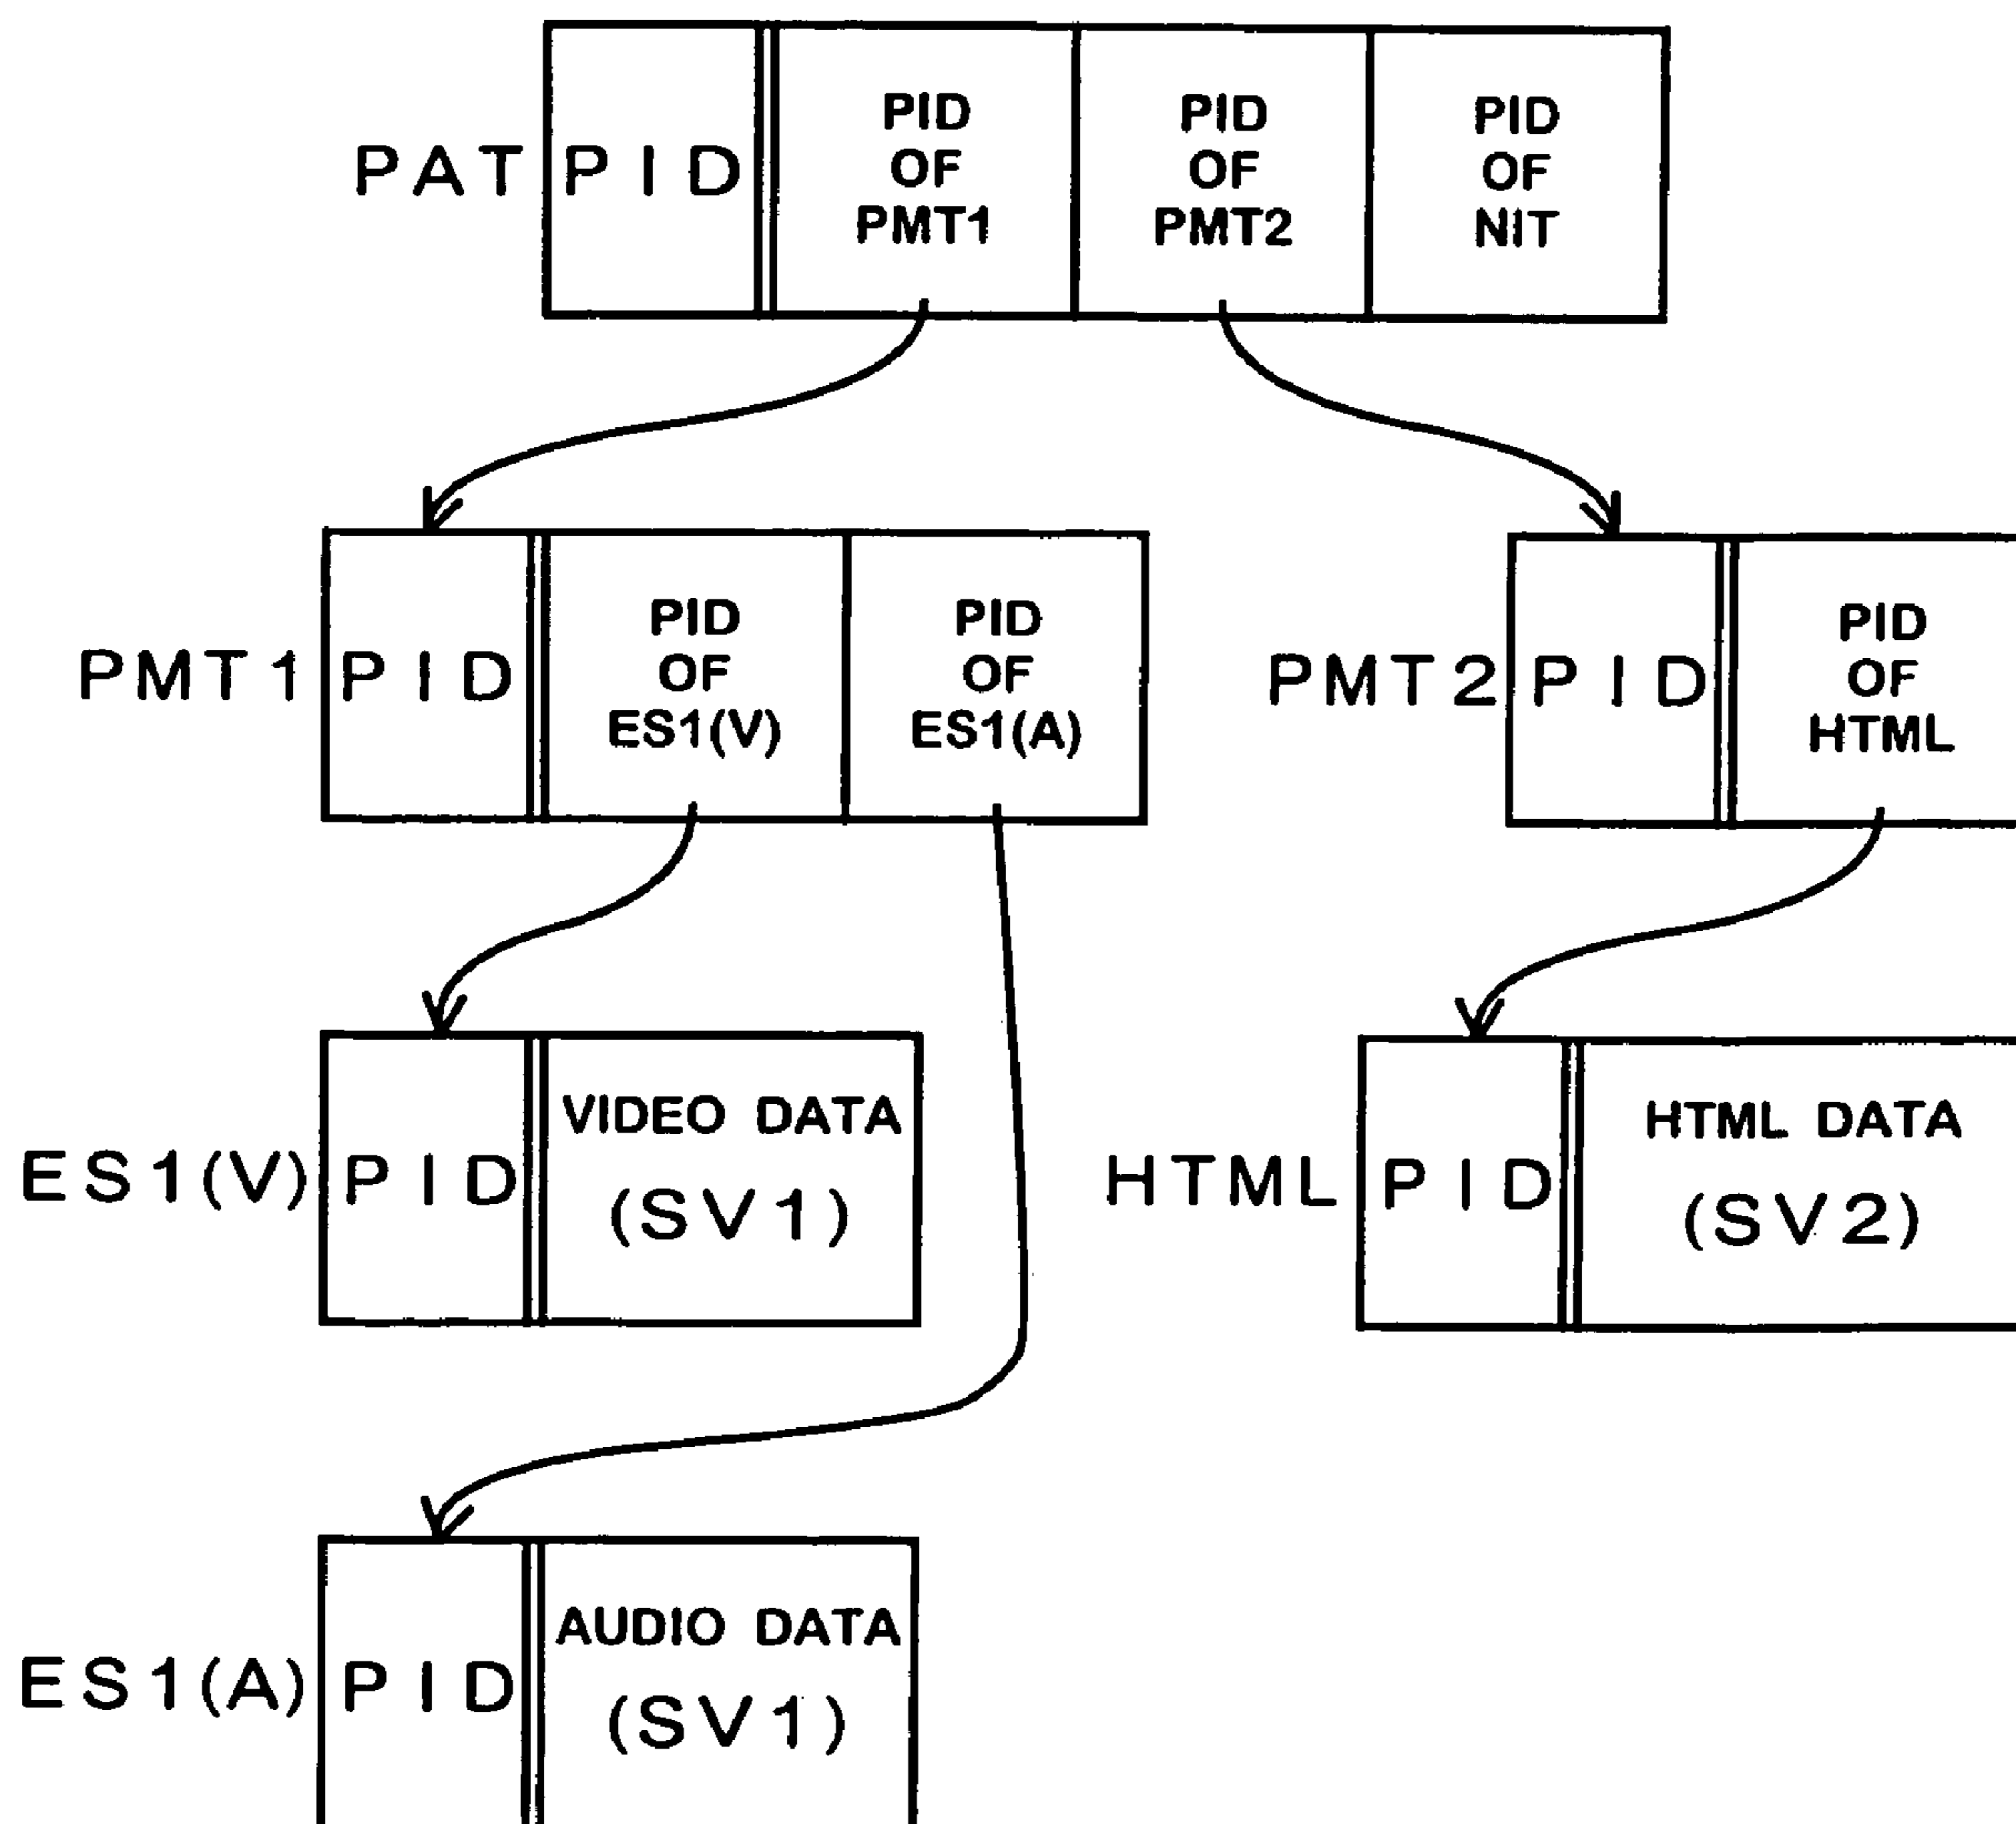 PAT
PID
PID
OF
PMT1
PID
OF
PMT2
PID
OF
NIT
PMT1
PID
PID
OF
ES1(V)
PID
OF
ES1(A)
PMT2
PID
PID
OF
HTML
ES1(V)
PID
VIDEO DATA
(SV1)
HTML
PID
HTML DATA
(SV2)
ES1(A)
PID
AUDIO DATA
(SV1)